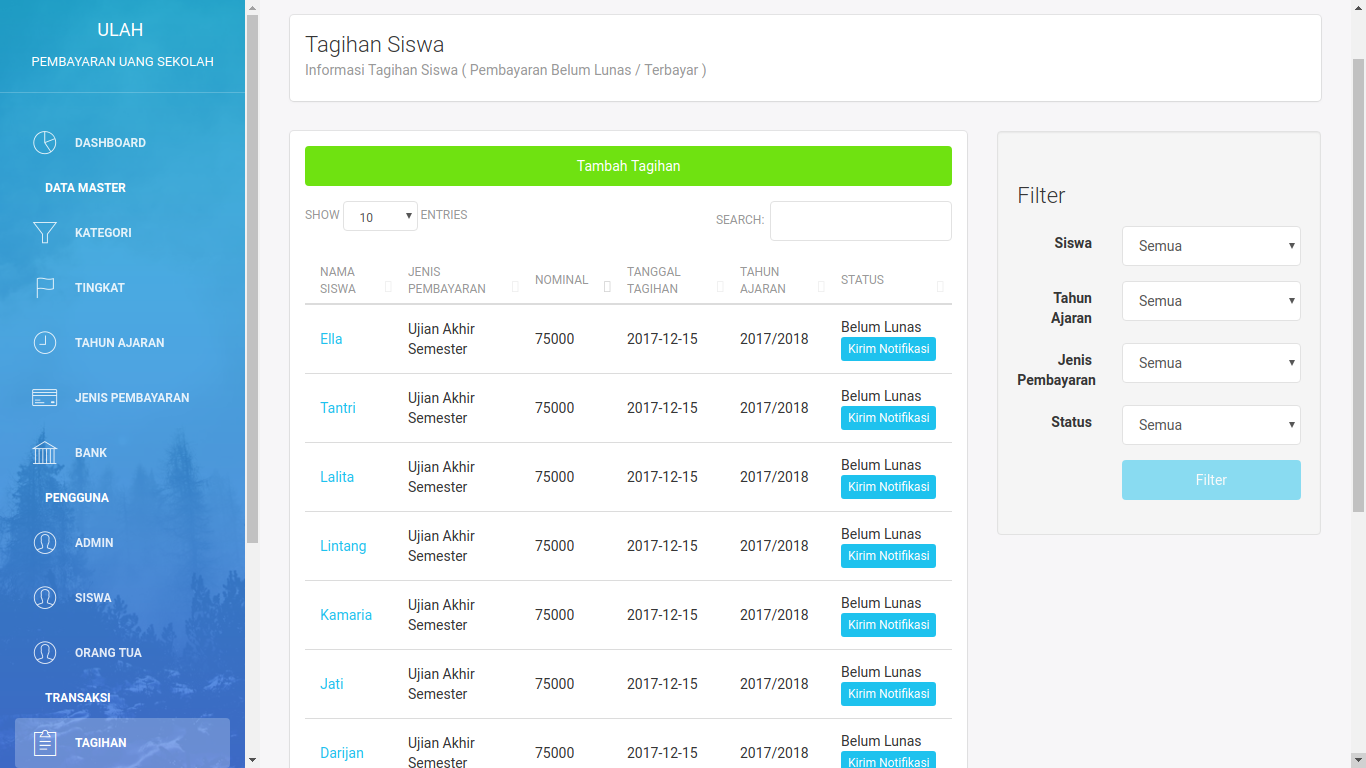 ULAH
PEMBAYARAN UANG SEKOLAH
DASHBOARD
DATA MASTER
KATEGORI
TINGKAT
TAHUN AJARAN
JENIS PEMBAYARAN
BANK
PENGGUNA
ADMIN
SISWA
ORANG TUA
TRANSAKSI
TAGIHAN
Tagihan Siswa
Informasi Tagihan Siswa ( Pembayaran Belum Lunas / Terbayar )
Tambah Tagihan
SHOW 10 ENTRIES
SEARCH:
NAMA SISWA
JENIS PEMBAYARAN
NOMINAL
TANGGAL TAGIHAN
TAHUN AJARAN
STATUS
Ella
Ujian Akhir Semester
75000
2017-12-15
2017/2018
Belum Lunas
Kirim Notifikasi
Tantri
Ujian Akhir Semester
75000
2017-12-15
2017/2018
Belum Lunas
Kirim Notifikasi
Lalita
Ujian Akhir Semester
75000
2017-12-15
2017/2018
Belum Lunas
Kirim Notifikasi
Lintang
Ujian Akhir Semester
75000
2017-12-15
2017/2018
Belum Lunas
Kirim Notifikasi
Kamaria
Ujian Akhir Semester
75000
2017-12-15
2017/2018
Belum Lunas
Kirim Notifikasi
Jati
Ujian Akhir Semester
75000
2017-12-15
2017/2018
Belum Lunas
Kirim Notifikasi
Darijan
Ujian Akhir Semester
75000
2017-12-15
2017/2018
Belum Lunas
Kirim Notifikasi
Filter
Siswa
Semua
Tahun Ajaran
Semua
Jenis Pembayaran
Semua
Status
Semua
Filter